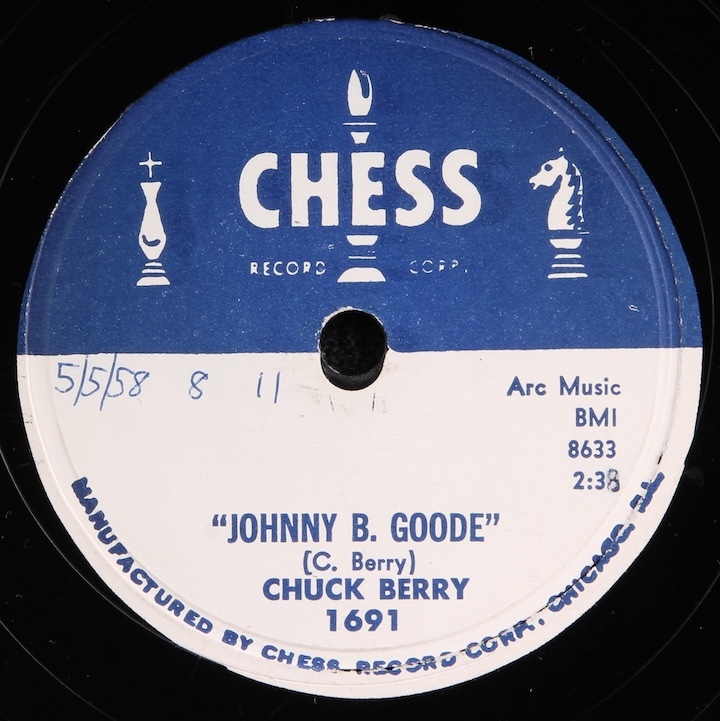 CHESS
RECORD CORP.
5/5/58 8 11
Arc Music
BMI
8633
2:38
"JOHNNY B. GOODE"
(C. Berry)
CHUCK BERRY
1691
MANUFACTURED BY CHESS RECORD CORP., CHICAGO, ILL.